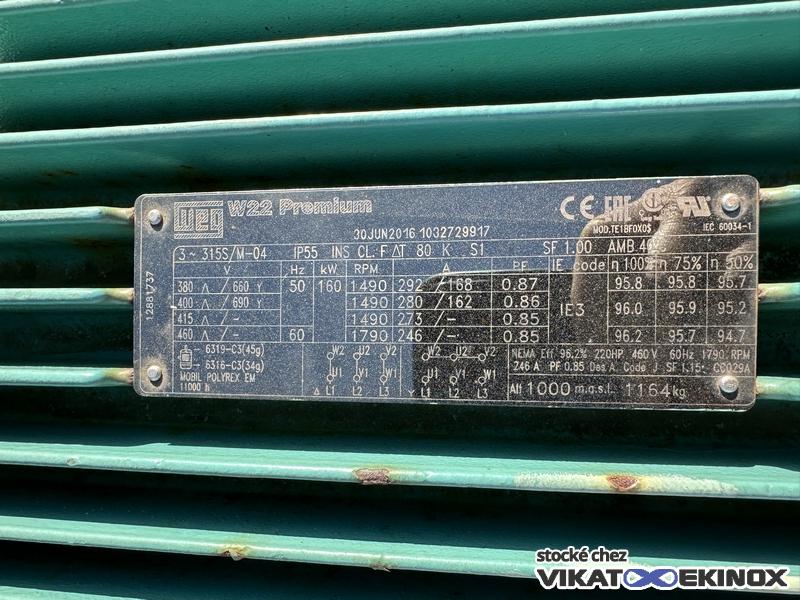 WEG W22 Premium CE EAC UL
MOD.TE1BFOX0$
30JUN2016 1032729917 IEC 60034-1
3~ 315S/M-04 IP55 INS CL.F ΔT 80 K S1 SF 1.00 AMB.40
V Hz kW RPM A PF IE code η 100% η 75% η 50%
380 Δ / 660 Y 50 160 1490 292/168 0.87 IE3 95.8 95.8 95.7
400 Δ / 690 Y 1490 280/162 0.86 96.0 95.9 95.2
415 Δ /- 1490 273/- 0.85
460 Δ /- 60 1790 246/- 0.85 96.2 95.7 94.7
6319-C3(45g)
6316-C3(34g)
MOBIL POLYREX EM
11000 h
W2 U2 V2
U1 V1 W1
Δ L1 L2 L3
W2 U2 V2
U1 V1 W1
Y L1 L2 L3
NEMA Eff. 96.2% 220HP 460V 60Hz 1790 RPM
246 A PF 0.85 Des A Code J SF 1.15 CC029A
Alt 1000 m.a.s.l. 1164kg
12881737
stocké chez
VIKATEKINOX